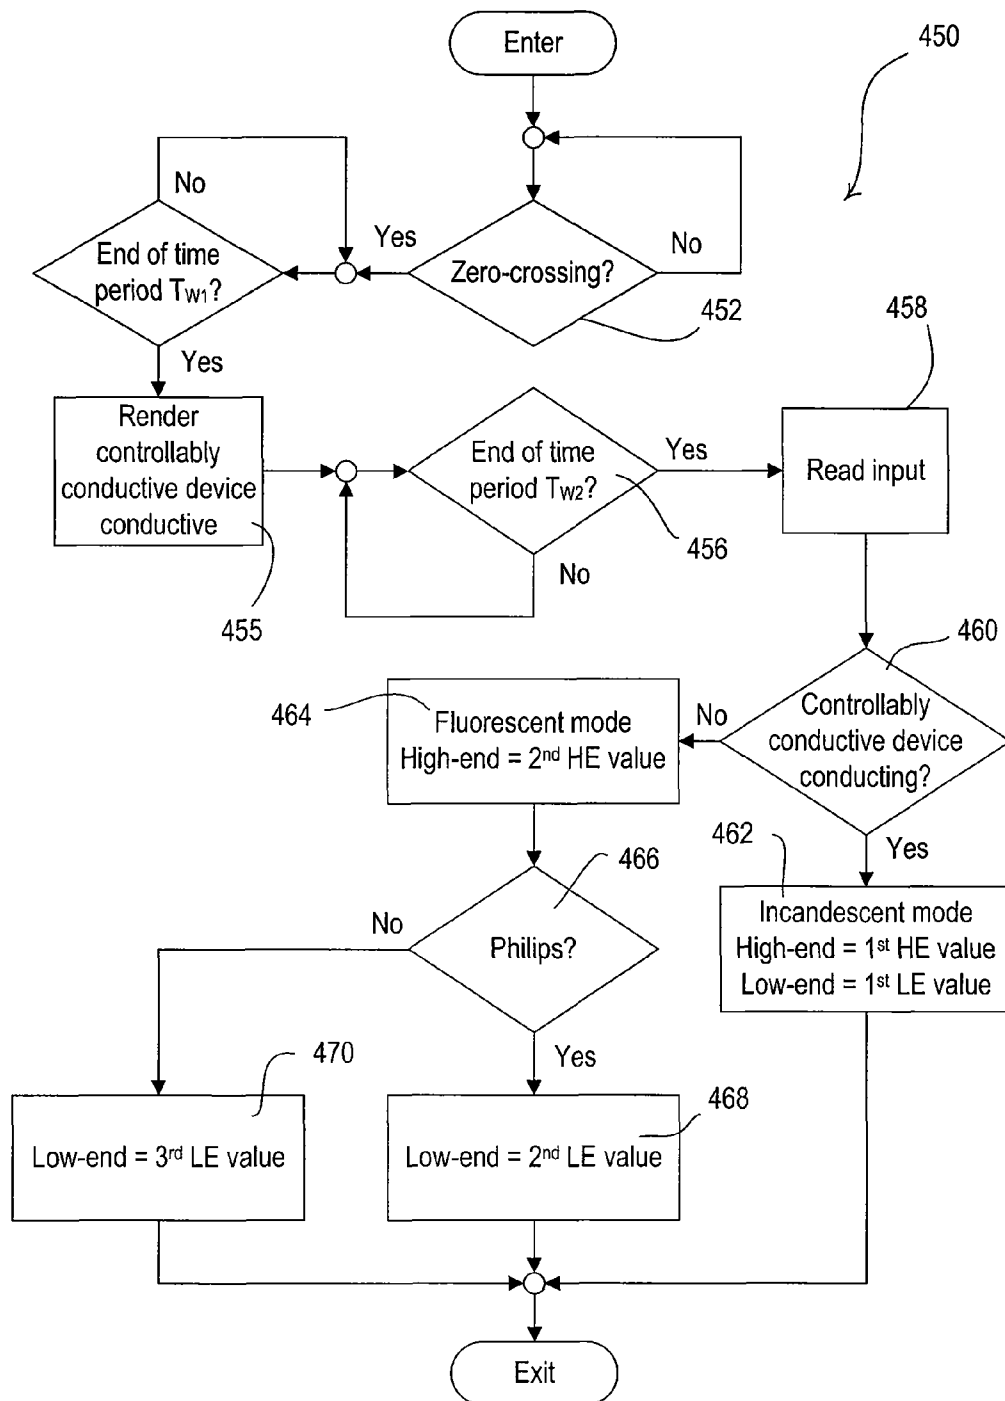 Enter
450
No
No
End of time
period TW1?
Yes
Zero-crossing?
452
Yes
458
Render
controllably
conductive device
conductive
End of time
period TW2?
Yes
Read input
456
No
455
460
464
Fluorescent mode
High-end = 2nd HE value
No
Controllably
conductive device
conducting?
462
Yes
466
Incandescent mode
High-end = 1st HE value
Low-end = 1st LE value
No
Philips?
470
Yes
468
Low-end = 3rd LE value
Low-end = 2nd LE value
Exit